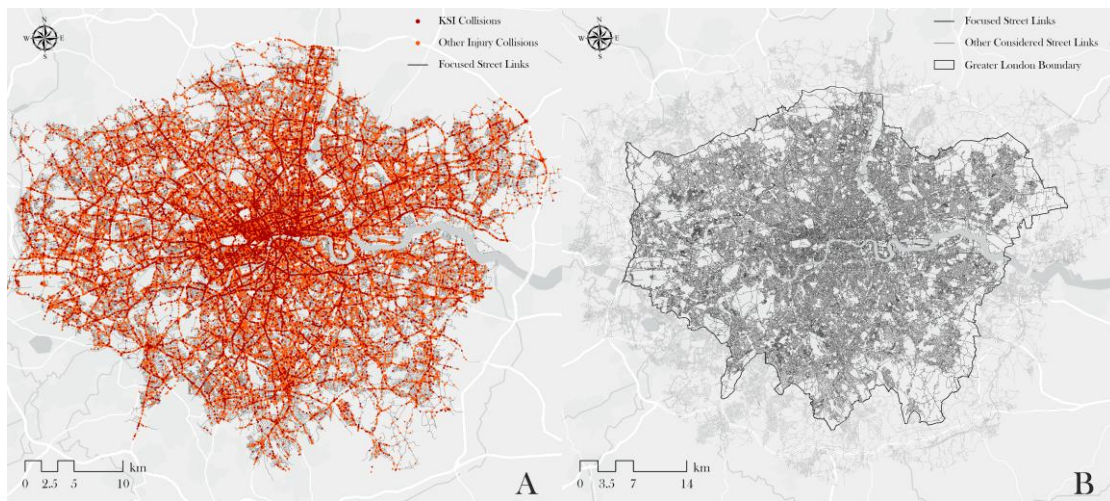 N
W E
S
KSI Collisions
Other Injury Collisions
Focused Street Links
km
0 2.5 5 10
A
N
W E
S
Focused Street Links
Other Considered Street Links
Greater London Boundary
km
0 3.5 7 14
B